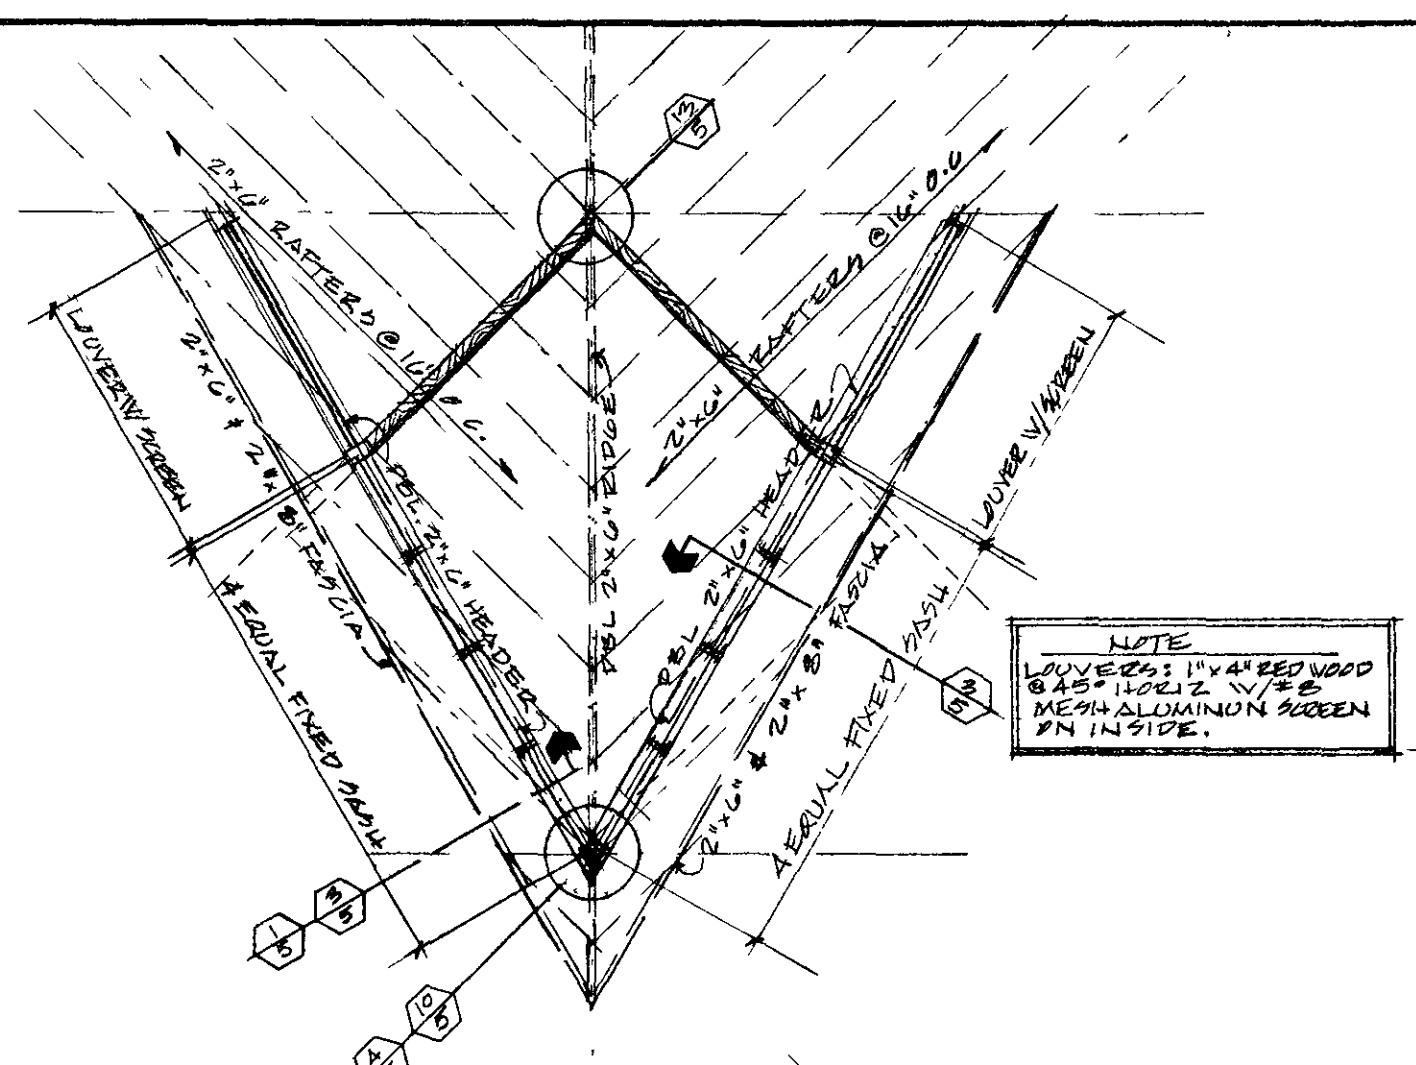 13
5
2"x6" RAFTERS @ 16" O.C.
2"x6" RAFTERS @ 16" O.C
LOUVER W/ SCREEN
2"x6" & 2"x8" FASCIA
DBL. 2"x6" HEADER
DBL 2"x6" RIDGE
DBL 2"x6" HEADER
2"x6" & 2"x8" FASCIA
LOUVER W/ SCREEN
4 EQUAL FIXED SASH
4 EQUAL FIXED SASH
3
5
NOTE
LOUVERS: 1"x4" REDWOOD
@ 45° HORIZ W/ #8
MESH ALUMINUN SCREEN
ON INSIDE.
3
5
1
5
10
5
4